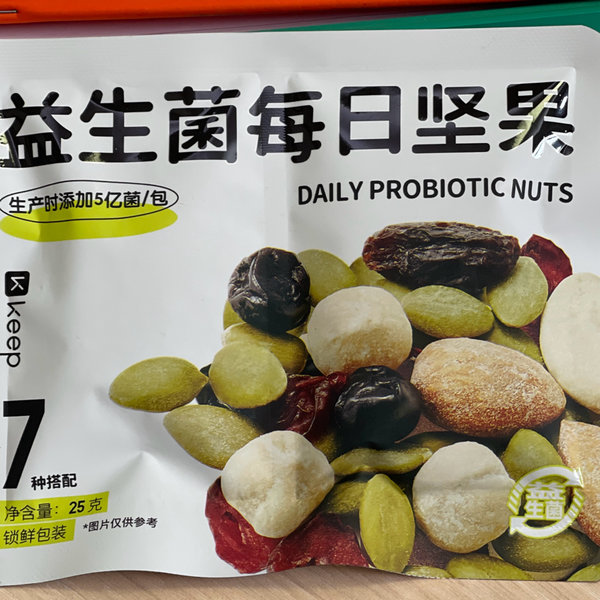 益生菌每日坚果
DAILY PROBIOTIC NUTS
生产时添加5亿菌/包
keep
7
种搭配
净含量：25克
锁鲜包装
*图片仅供参考
益
生菌